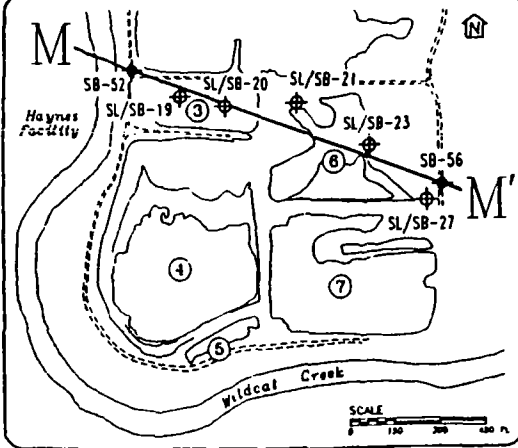 N
M
SB-52
SL/SB-20
SL/SB-21
SL/SB-19
3
Haynes
Facility
SL/SB-23
6
SB-56
M'
SL/SB-27
4
7
5
Wildcat Creek
SCALE
0 150 300 450 Ft.